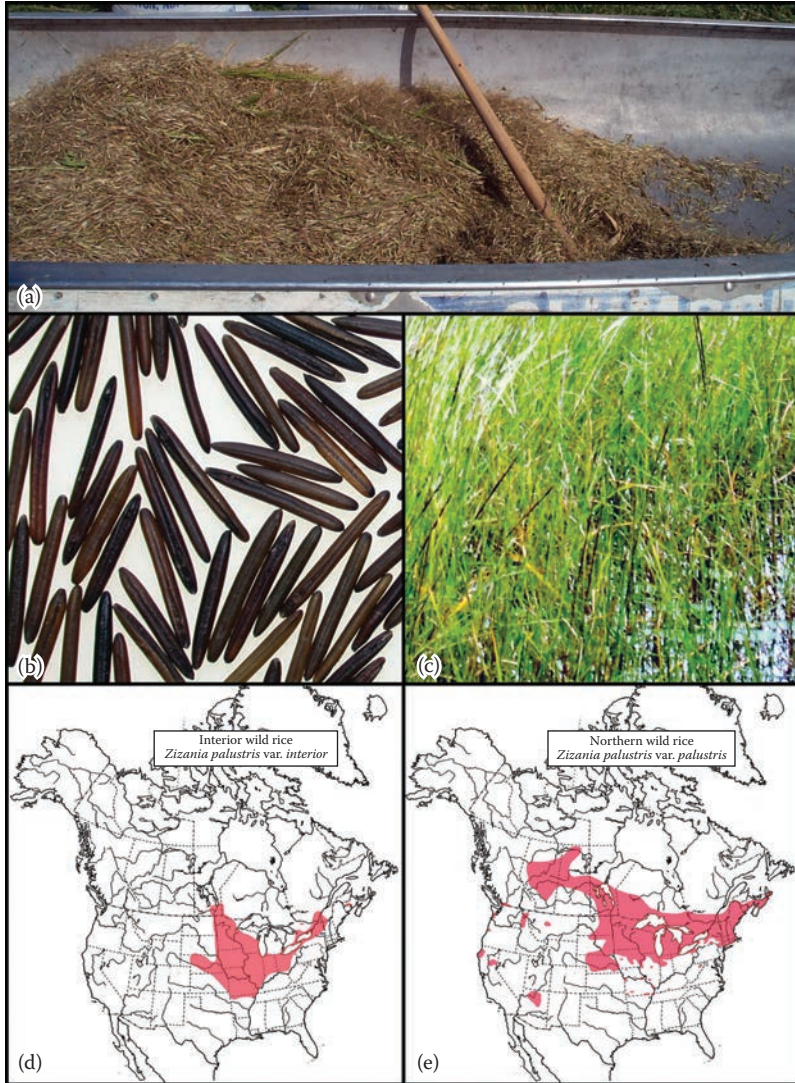 (a)
(b)
(c)
Interior wild rice
Zizania palustris var. interior
(d)
Northern wild rice
Zizania palustris var. palustris
(e)